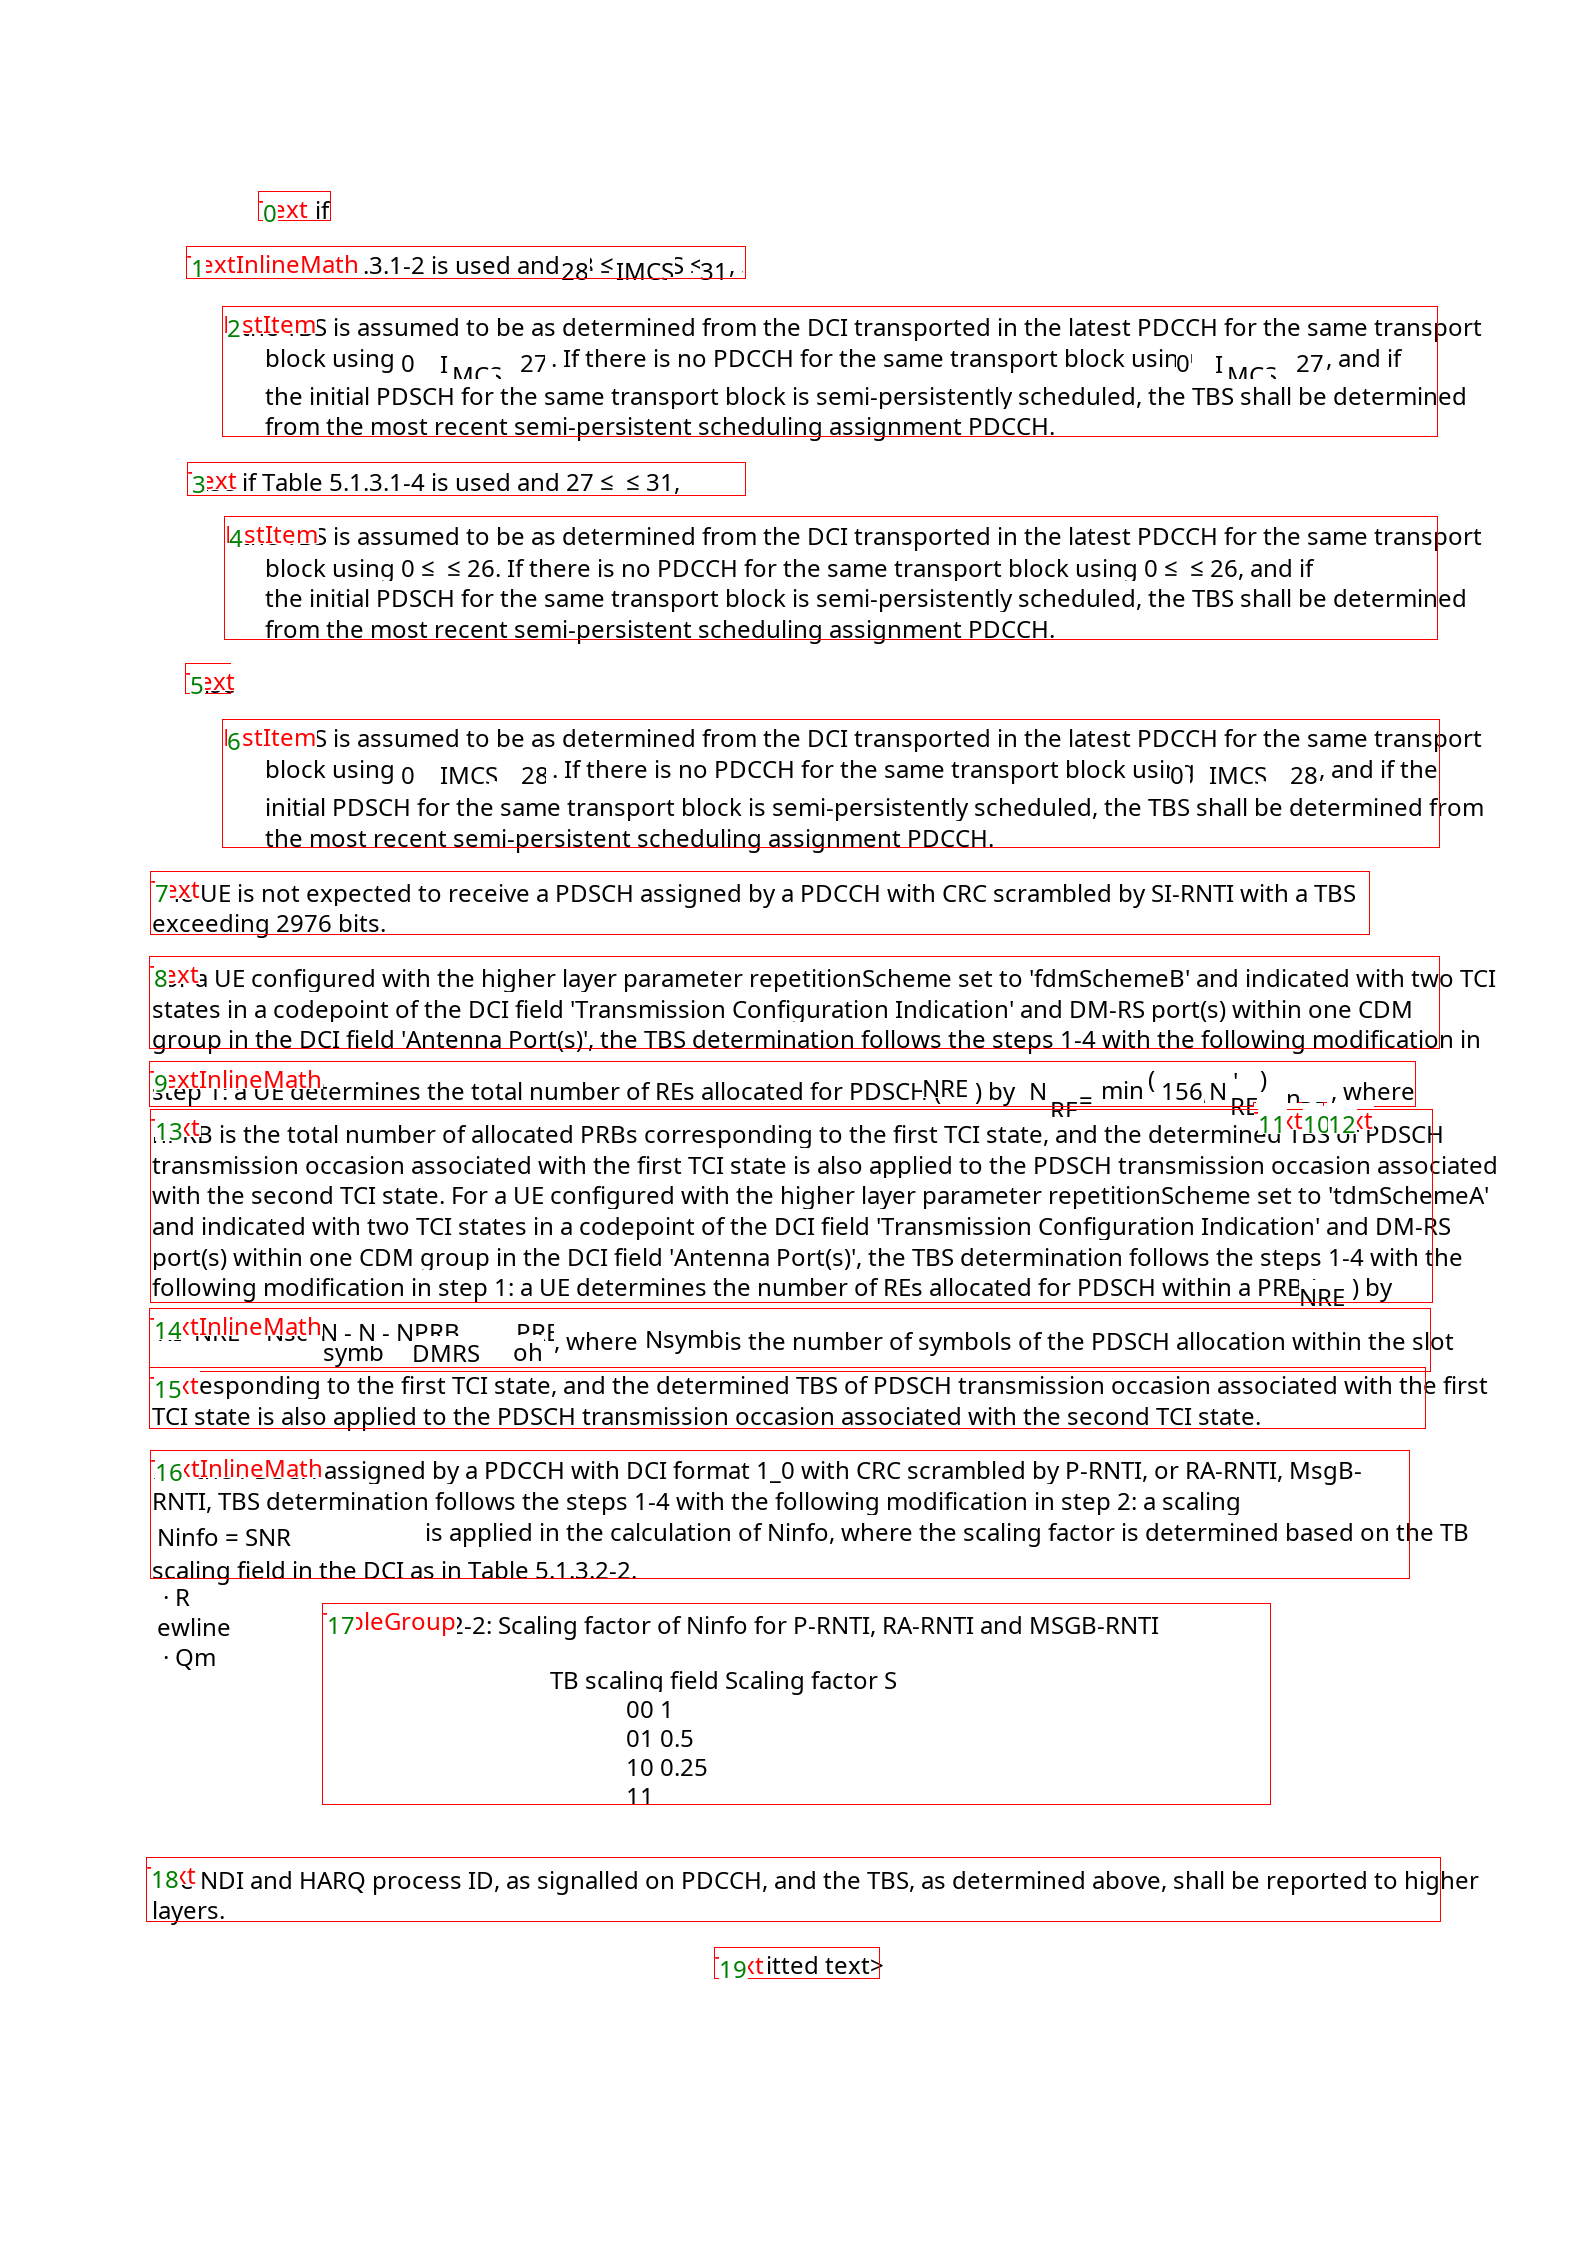 0 ext if
1 extInlineMath .3.1-2 is used and 28 ≤ IMCS ≤ 31,
2 stItem S is assumed to be as determined from the DCI transported in the latest PDCCH for the same transport
block using 0 I MCS 27 . If there is no PDCCH for the same transport block usin 0 I MCS 27 , and if
the initial PDSCH for the same transport block is semi-persistently scheduled, the TBS shall be determined
from the most recent semi-persistent scheduling assignment PDCCH.
3 ext if Table 5.1.3.1-4 is used and 27 ≤ ≤ 31,
4 stItem S is assumed to be as determined from the DCI transported in the latest PDCCH for the same transport
block using 0 ≤ ≤ 26. If there is no PDCCH for the same transport block using 0 ≤ ≤ 26, and if
the initial PDSCH for the same transport block is semi-persistently scheduled, the TBS shall be determined
from the most recent semi-persistent scheduling assignment PDCCH.
5 ext
6 stItem S is assumed to be as determined from the DCI transported in the latest PDCCH for the same transport
block using 0 IMCS 28 . If there is no PDCCH for the same transport block usin 0 IMCS 28 , and if the
initial PDSCH for the same transport block is semi-persistently scheduled, the TBS shall be determined from
the most recent semi-persistent scheduling assignment PDCCH.
7 ext UE is not expected to receive a PDSCH assigned by a PDCCH with CRC scrambled by SI-RNTI with a TBS
exceeding 2976 bits.
8 ext a UE configured with the higher layer parameter repetitionScheme set to 'fdmSchemeB' and indicated with two TCI
states in a codepoint of the DCI field 'Transmission Configuration Indication' and DM-RS port(s) within one CDM
group in the DCI field 'Antenna Port(s)', the TBS determination follows the steps 1-4 with the following modification in
9 extInlineMath
step 1: a UE determines the total number of REs allocated for PDSCH ( NRE ) by N RE = min ( 156, N ' RE ) n , where
11 xt 10 12 xt
13 xt RB is the total number of allocated PRBs corresponding to the first TCI state, and the determined TBS of PDSCH
transmission occasion associated with the first TCI state is also applied to the PDSCH transmission occasion associated
with the second TCI state. For a UE configured with the higher layer parameter repetitionScheme set to 'tdmSchemeA'
and indicated with two TCI states in a codepoint of the DCI field 'Transmission Configuration Indication' and DM-RS
port(s) within one CDM group in the DCI field 'Antenna Port(s)', the TBS determination follows the steps 1-4 with the
following modification in step 1: a UE determines the number of REs allocated for PDSCH within a PRB NRE ) by
14 xtInlineMath NRE Nsc N - N - NPRB PRB
symb DMRS oh , where Nsymbis the number of symbols of the PDSCH allocation within the slot
15 xt esponding to the first TCI state, and the determined TBS of PDSCH transmission occasion associated with the first
TCI state is also applied to the PDSCH transmission occasion associated with the second TCI state.
16 xtInlineMath assigned by a PDCCH with DCI format 1_0 with CRC scrambled by P-RNTI, or RA-RNTI, MsgB-
RNTI, TBS determination follows the steps 1-4 with the following modification in step 2: a scaling
Ninfo = SNR is applied in the calculation of Ninfo, where the scaling factor is determined based on the TB
scaling field in the DCI as in Table 5.1.3.2-2.
· R
ewline
· Qm
17 bleGroup 2-2: Scaling factor of Ninfo for P-RNTI, RA-RNTI and MSGB-RNTI
TB scaling field Scaling factor S
00 1
01 0.5
10 0.25
11
18 xt NDI and HARQ process ID, as signalled on PDCCH, and the TBS, as determined above, shall be reported to higher
layers.
19 xt itted text>